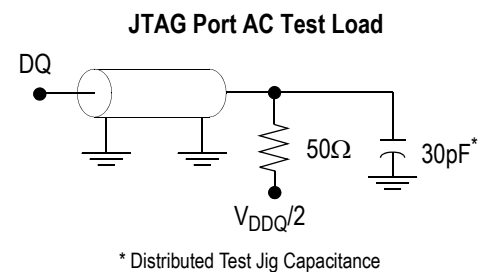 JTAG Port AC Test Load
DQ
50Ω
30pF*
VDDQ/2
* Distributed Test Jig Capacitance